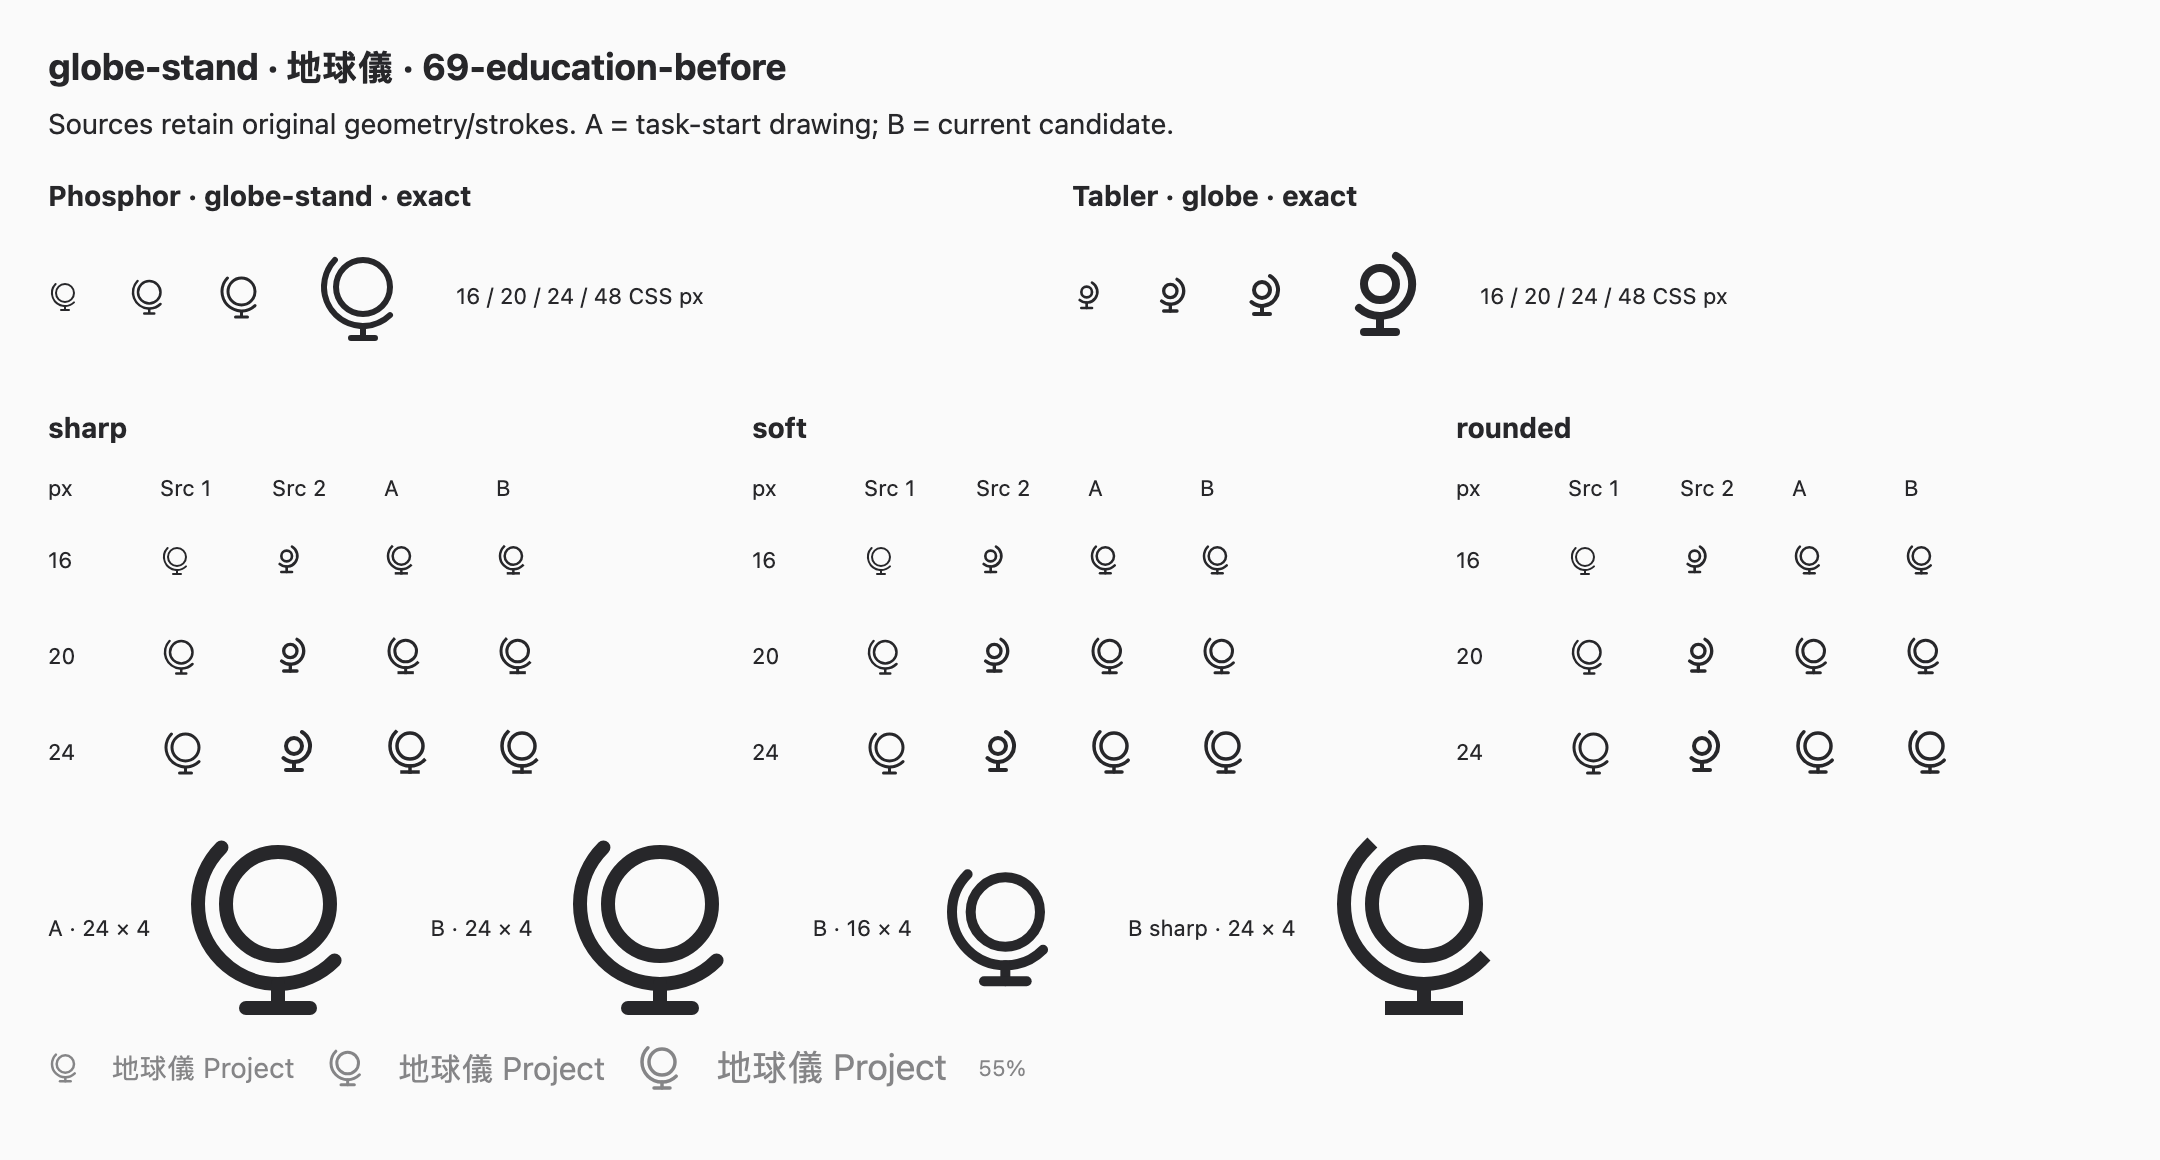 globe-stand · 地球儀 · 69-education-before
Sources retain original geometry/strokes. A = task-start drawing; B = current candidate.
Phosphor · globe-stand · exact
16 / 20 / 24 / 48 CSS px
Tabler · globe · exact
16 / 20 / 24 / 48 CSS px
sharp
px Src 1 Src 2 A B
16
20
24
soft
px Src 1 Src 2 A B
16
20
24
rounded
px Src 1 Src 2 A B
16
20
24
A · 24 × 4
B · 24 × 4
B · 16 × 4
B sharp · 24 × 4
地球儀 Project 地球儀 Project 地球儀 Project 55%